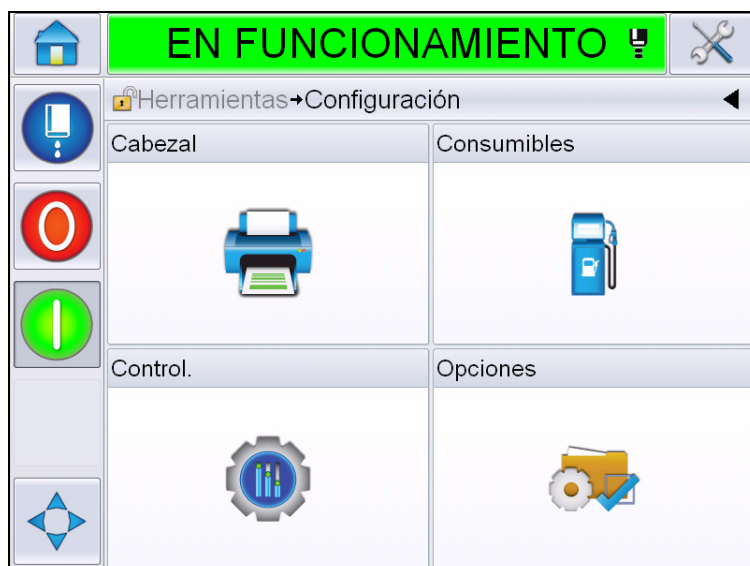 EN FUNCIONAMIENTO
Herramientas→Configuración
Cabezal
Consumibles
Control.
Opciones